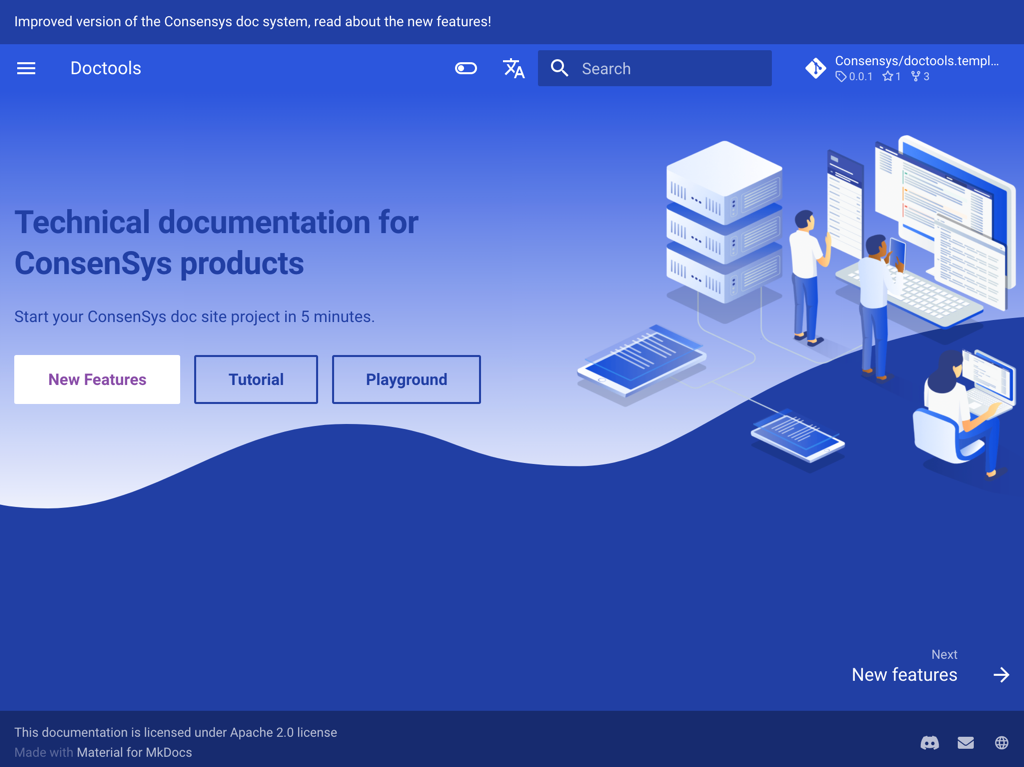 Improved version of the Consensys doc system, read about the new features!
Doctools
Search
Consensys/doctools.templ…
0.0.1 1 3
Technical documentation for
ConsenSys products
Start your ConsenSys doc site project in 5 minutes.
New Features
Tutorial
Playground
Next
New features
This documentation is licensed under Apache 2.0 license
Made with Material for MkDocs